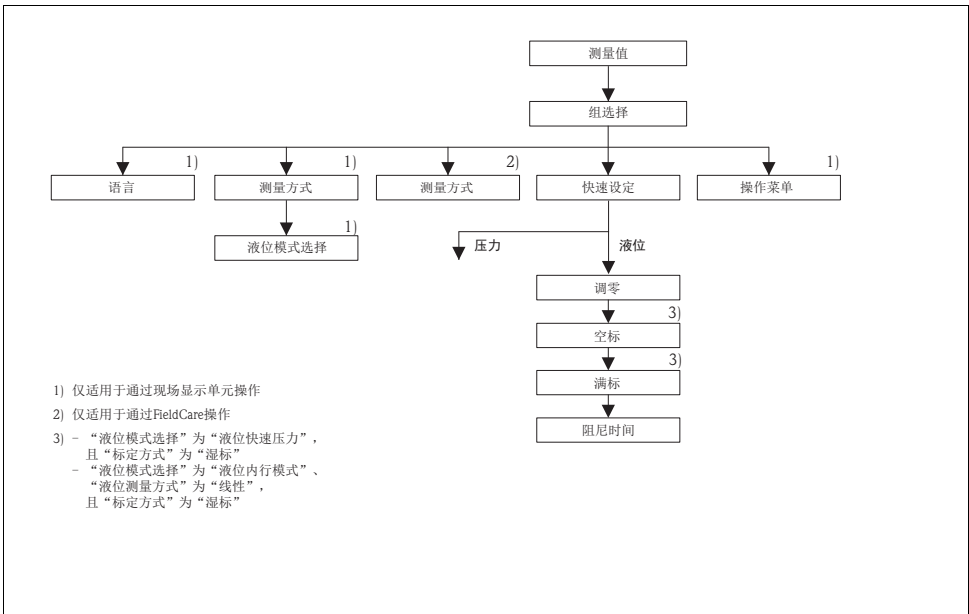 测量值
组选择
1)
1)
2)
1)
语言
测量方式
测量方式
快速设定
操作菜单
1)
液位模式选择
压力
液位
调零
3)
空标
3)
满标
阻尼时间
1) 仅适用于通过现场显示单元操作
2) 仅适用于通过FieldCare操作
3) – “液位模式选择”为“液位快速压力”，
且“标定方式”为“湿标”
– “液位模式选择”为“液位内行模式”、
“液位测量方式”为“线性”，
且“标定方式”为“湿标”